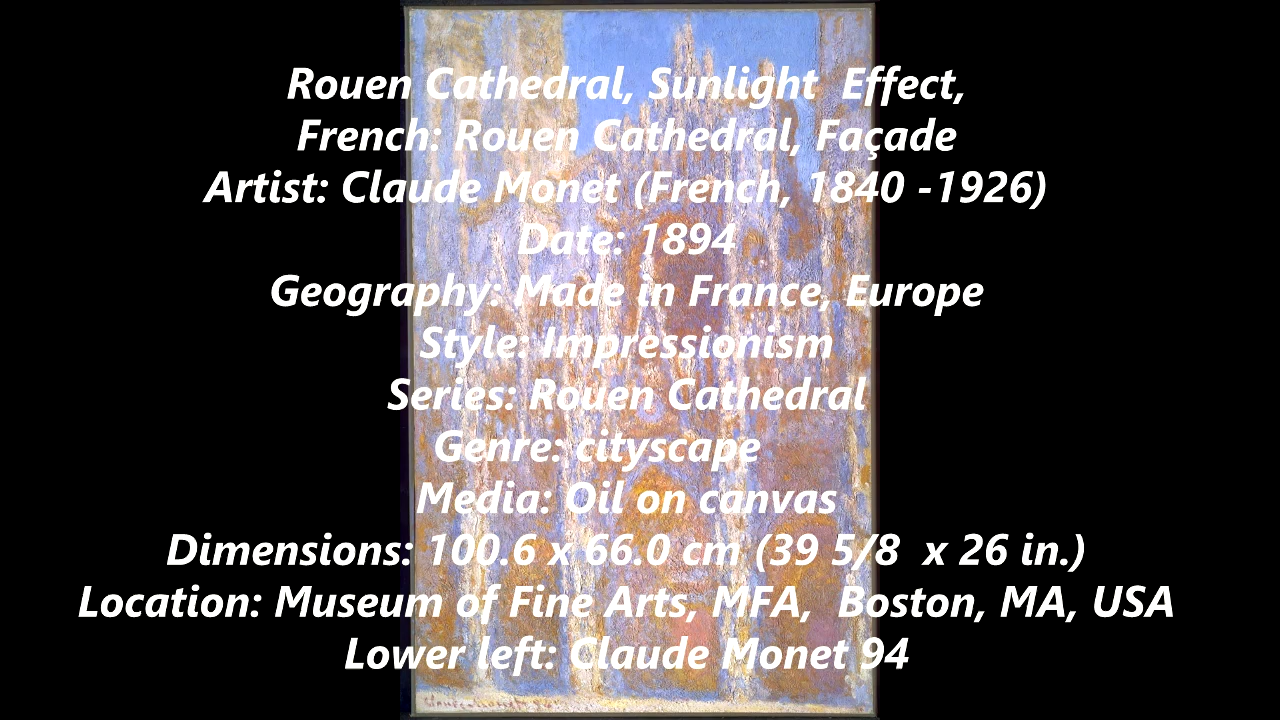 Rouen Cathedral, Sunlight Effect,
French: Rouen Cathedral, Façade
Artist: Claude Monet (French, 1840 -1926)
Date: 1894
Geography: Made in France, Europe
Style: Impressionism
Series: Rouen Cathedral
Genre: cityscape
Media: Oil on canvas
Dimensions: 100.6 x 66.0 cm (39 5/8 x 26 in.)
Location: Museum of Fine Arts, MFA, Boston, MA, USA
Lower left: Claude Monet 94
Claude Monet 94